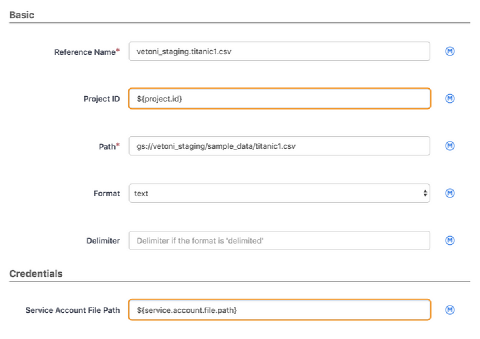 Basic
Reference Name* vetoni_staging.titanic1.csv M
Project ID ${project.id} M
Path* gs://vetoni_staging/sample_data/titanic1.csv M
Format text M
Delimiter Delimiter if the format is 'delimited' M
Credentials
Service Account File Path ${service.account.file.path} M